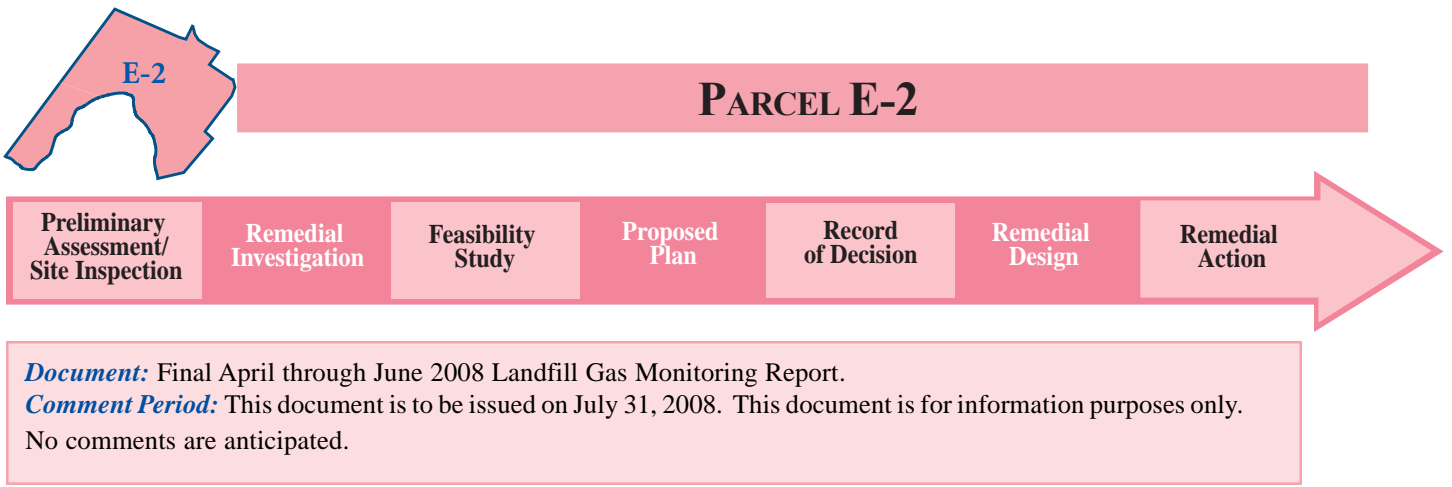 E-2
PARCEL E-2
Preliminary
Assessment/
Site Inspection
Remedial
Investigation
Feasibility
Study
Proposed
Plan
Record
of Decision
Remedial
Design
Remedial
Action
Document: Final April through June 2008 Landfill Gas Monitoring Report.
Comment Period: This document is to be issued on July 31, 2008. This document is for information purposes only.
No comments are anticipated.